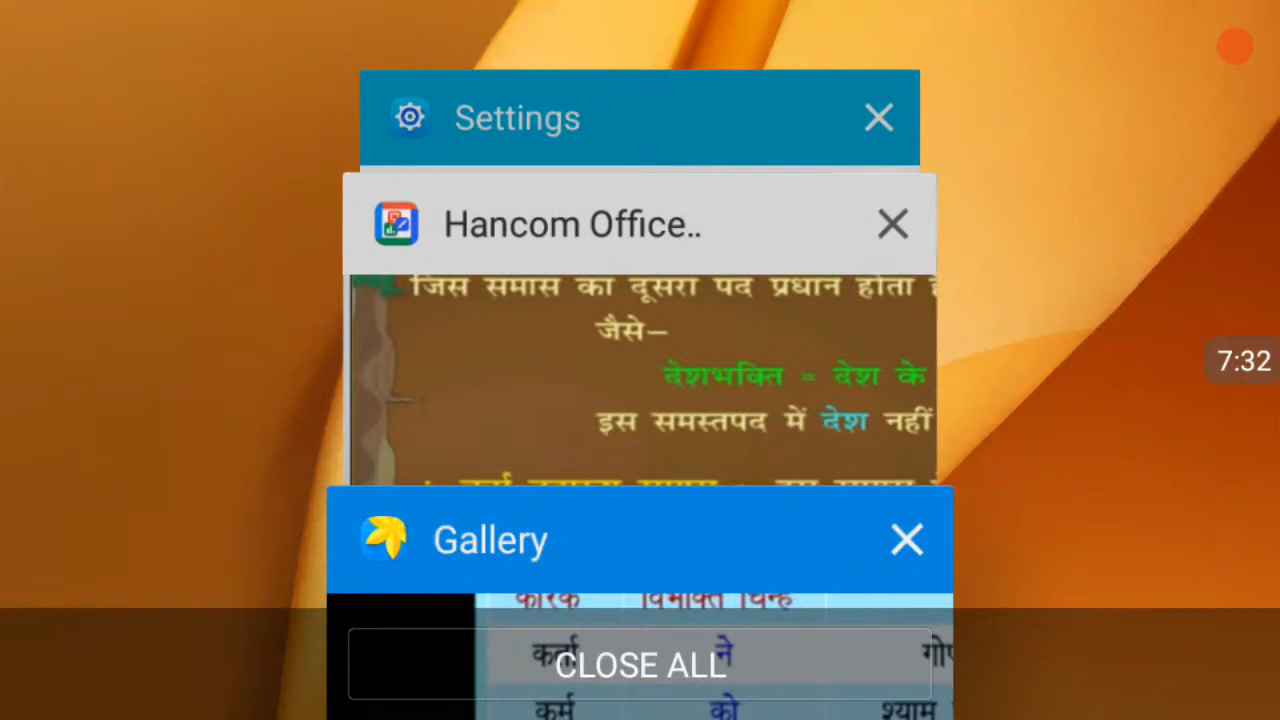 Settings
Hancom Office..
जिस समास का दूसरा पद प्रधान होता
जैसे–
देशभक्ति = देश के
इस समस्तपद में देश नहीं
7:32
Gallery
कारक विभक्ति चिन्ह
कर्ता ने
CLOSE ALL
कर्म को श्याम